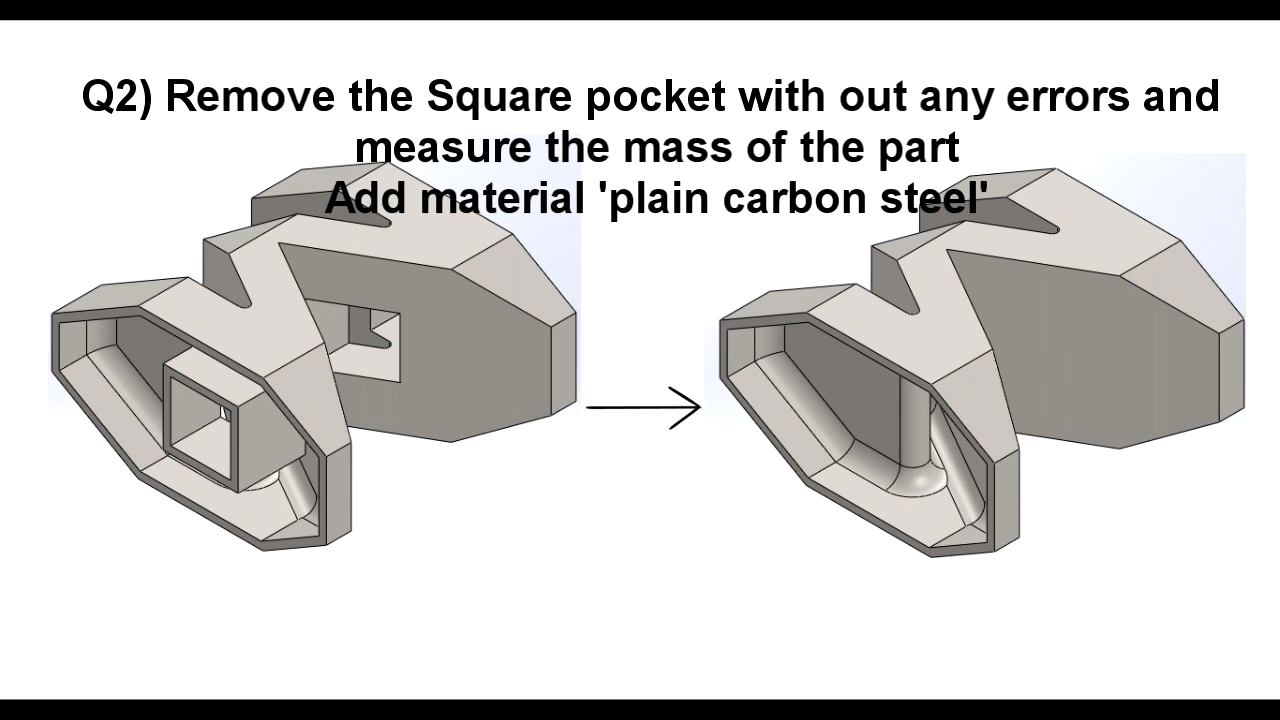 Q2) Remove the Square pocket with out any errors and
measure the mass of the part
Add material 'plain carbon steel'